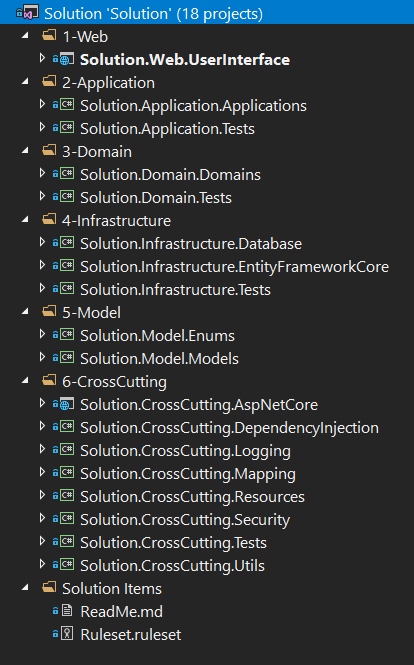 Solution 'Solution' (18 projects)
1-Web
Solution.Web.UserInterface
2-Application
C# Solution.Application.Applications
C# Solution.Application.Tests
3-Domain
C# Solution.Domain.Domains
C# Solution.Domain.Tests
4-Infrastructure
C# Solution.Infrastructure.Database
C# Solution.Infrastructure.EntityFrameworkCore
C# Solution.Infrastructure.Tests
5-Model
C# Solution.Model.Enums
C# Solution.Model.Models
6-CrossCutting
Solution.CrossCutting.AspNetCore
C# Solution.CrossCutting.DependencyInjection
C# Solution.CrossCutting.Logging
C# Solution.CrossCutting.Mapping
C# Solution.CrossCutting.Resources
C# Solution.CrossCutting.Security
C# Solution.CrossCutting.Tests
C# Solution.CrossCutting.Utils
Solution Items
ReadMe.md
Ruleset.ruleset